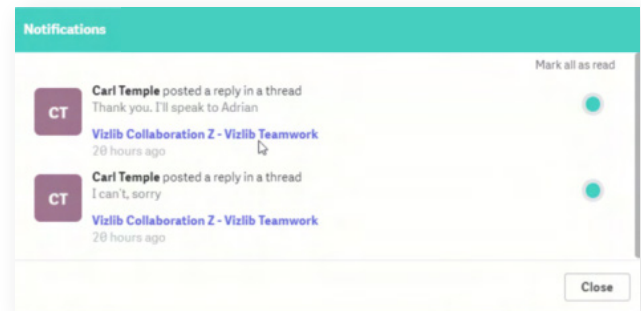 Notifications
Mark all as read
Carl Temple posted a reply in a thread
CT
Thank you. I'll speak to Adrian
Vizlib Collaboration Z - Vizlib Teamwork
20 hours ago
Carl Temple posted a reply in a thread
CT
I can't, sorry
Vizlib Collaboration Z - Vizlib Teamwork
20 hours ago
Close